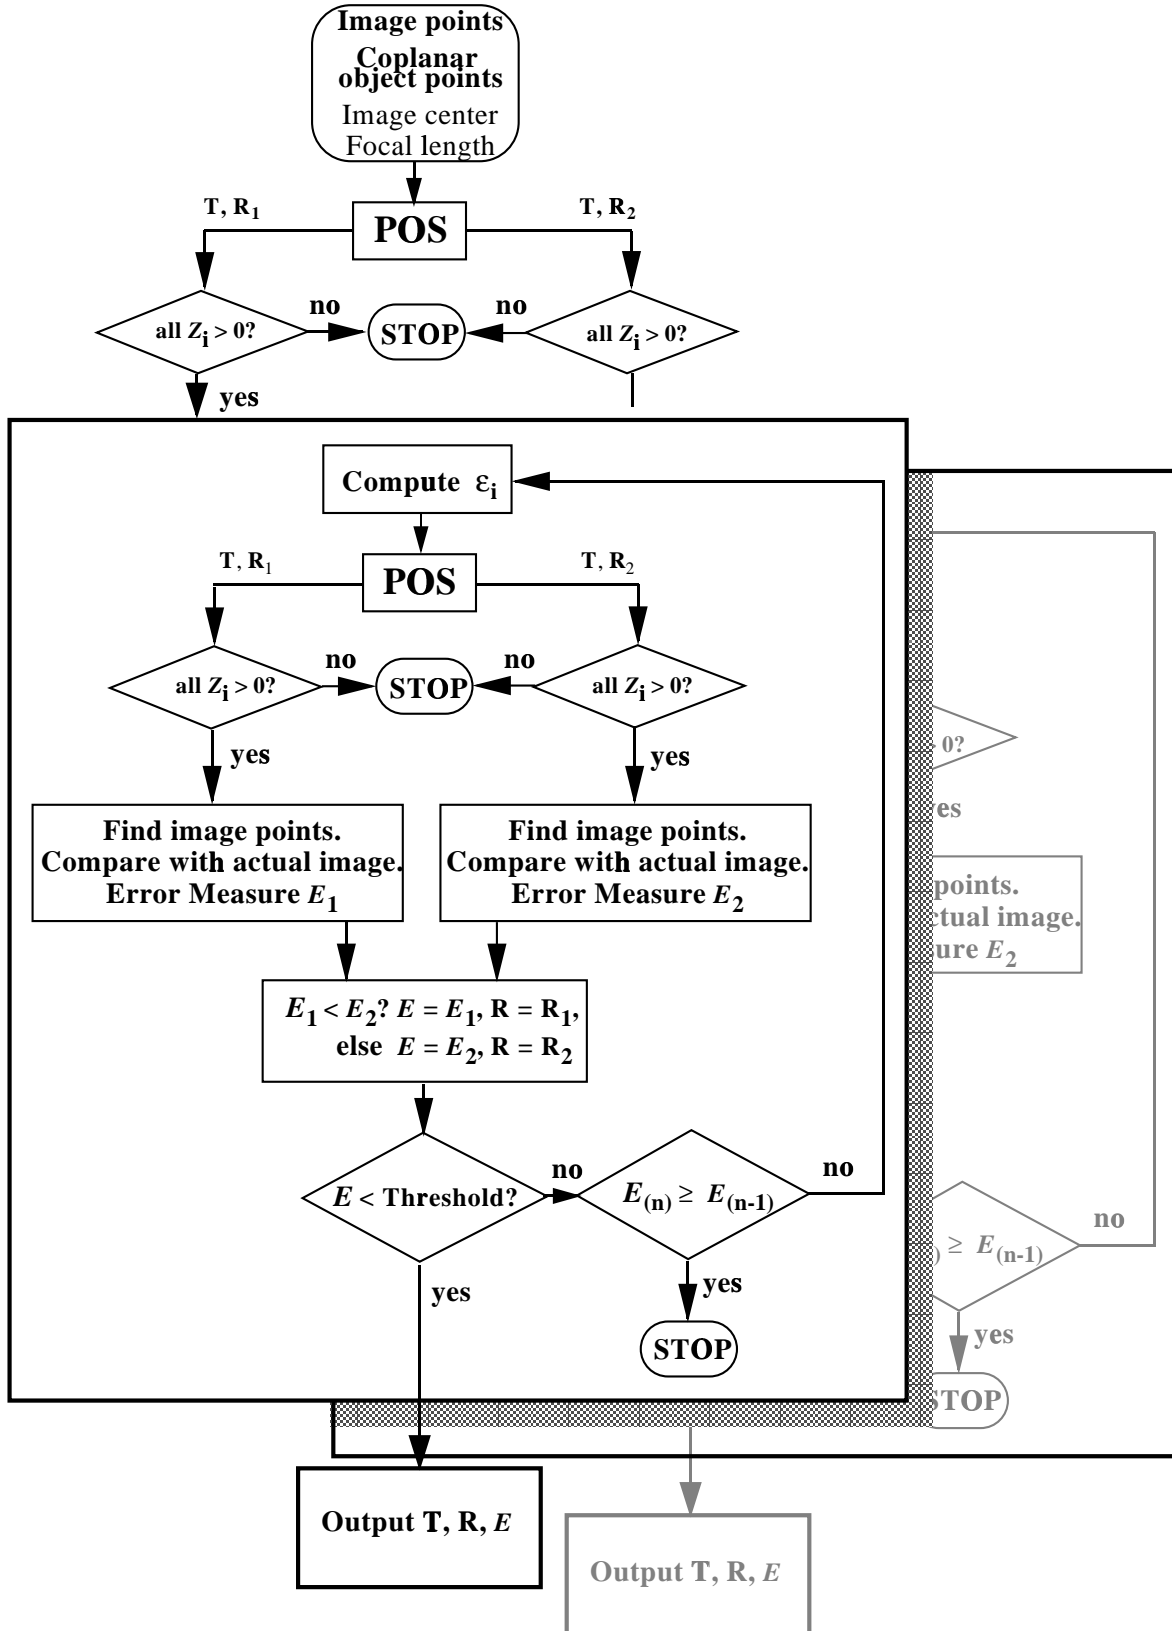 Image points
Coplanar
object points
Image center
Focal length
T, R1
T, R2
POS
no
no
all Zi > 0?
STOP
all Zi > 0?
yes
Compute εi
T, R1
T, R2
POS
no
no
all Zi > 0?
STOP
all Zi > 0?
yes
yes
0?
es
Find image points.
Compare with actual image.
Error Measure E1
Find image points.
Compare with actual image.
Error Measure E2
points.
ctual image.
ure E2
E1 < E2? E = E1, R = R1,
else E = E2, R = R2
no
no
E < Threshold?
E(n) ≥ E(n-1)
no
) ≥ E(n-1)
yes
yes
yes
STOP
STOP
Output T, R, E
Output T, R, E